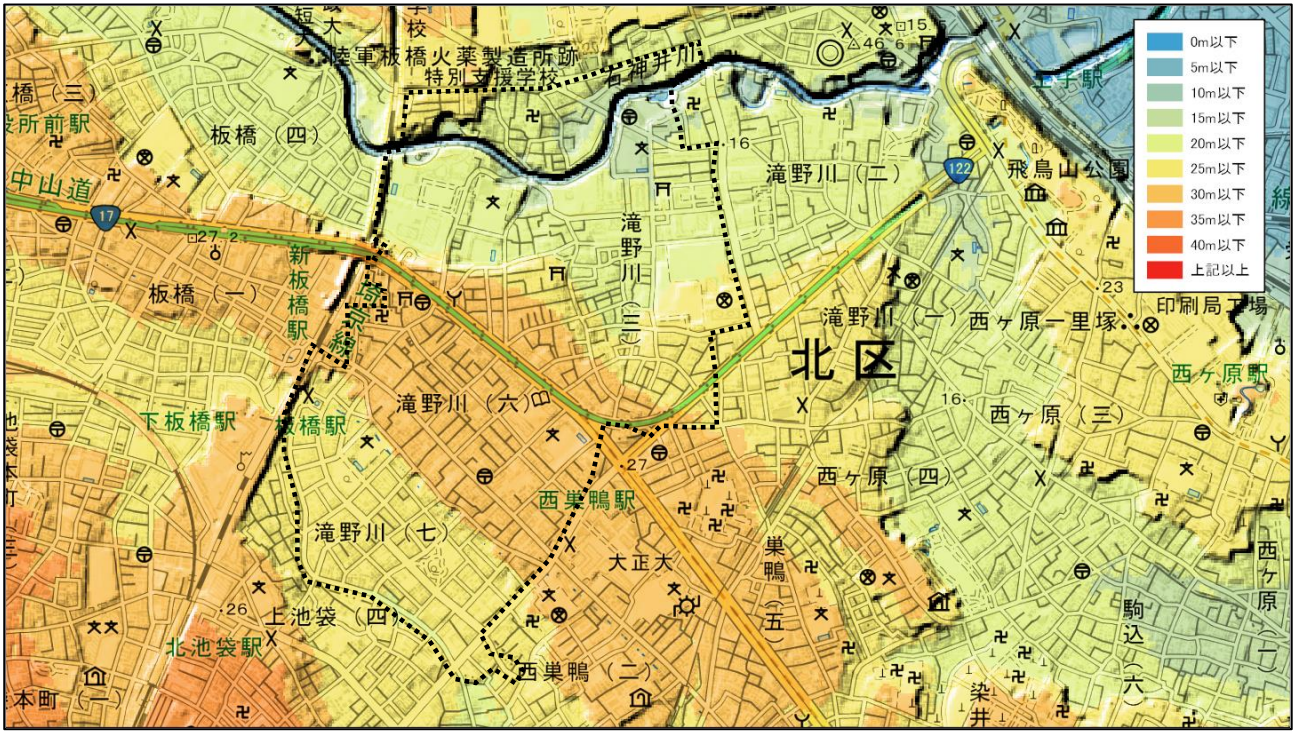 陸軍板橋火薬製造所跡
特別支援学校
石神井川
王子駅
板橋（四）
中山道
17
27.2
新板橋駅
板橋（一）
埼京線
滝野川（三）
滝野川（二）
16
122
飛鳥山公園
23
印刷局工場
滝野川（一）
西ヶ原一里塚
北区
西ヶ原駅
滝野川（六）
下板橋駅
板橋駅
16
西ヶ原（三）
27
西巣鴨駅
西ヶ原（四）
滝野川（七）
大正大
巣鴨（五）
26
上池袋（四）
北池袋駅
西巣鴨（二）
駒込（六）
西ヶ原（一）
染井
本町（一）
0m以下
5m以下
10m以下
15m以下
20m以下
25m以下
30m以下
35m以下
40m以下
上記以上